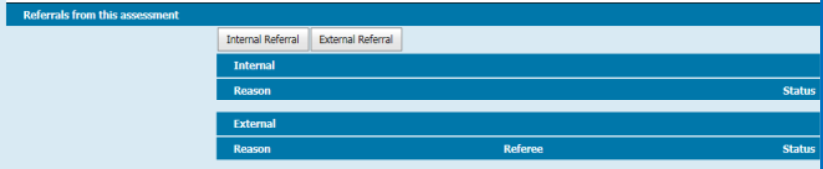 Referrals from this assessment
Internal Referral External Referral
Internal
Reason Status
External
Reason Referee Status